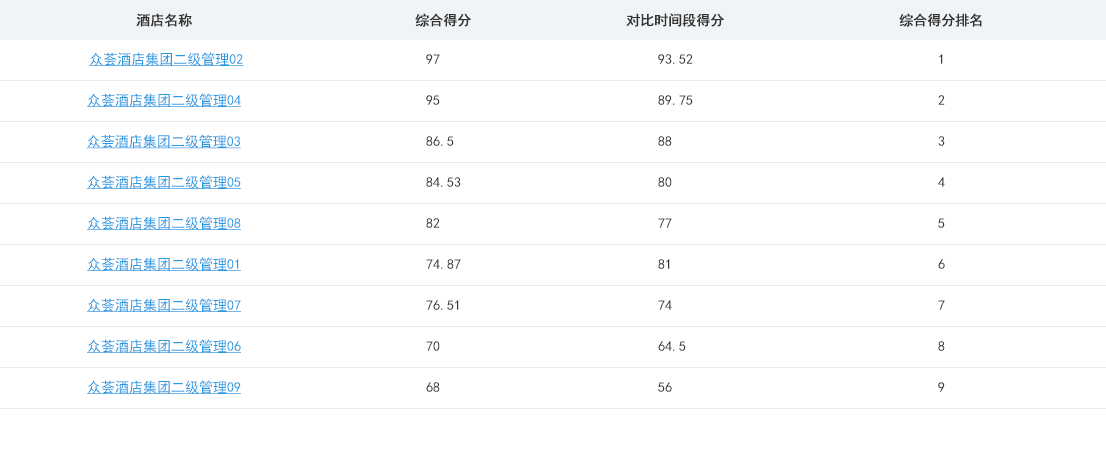 酒店名称 综合得分 对比时间段得分 综合得分排名
众荟酒店集团二级管理02 97 93.52 1
众荟酒店集团二级管理04 95 89.75 2
众荟酒店集团二级管理03 86.5 88 3
众荟酒店集团二级管理05 84.53 80 4
众荟酒店集团二级管理08 82 77 5
众荟酒店集团二级管理01 74.87 81 6
众荟酒店集团二级管理07 76.51 74 7
众荟酒店集团二级管理06 70 64.5 8
众荟酒店集团二级管理09 68 56 9